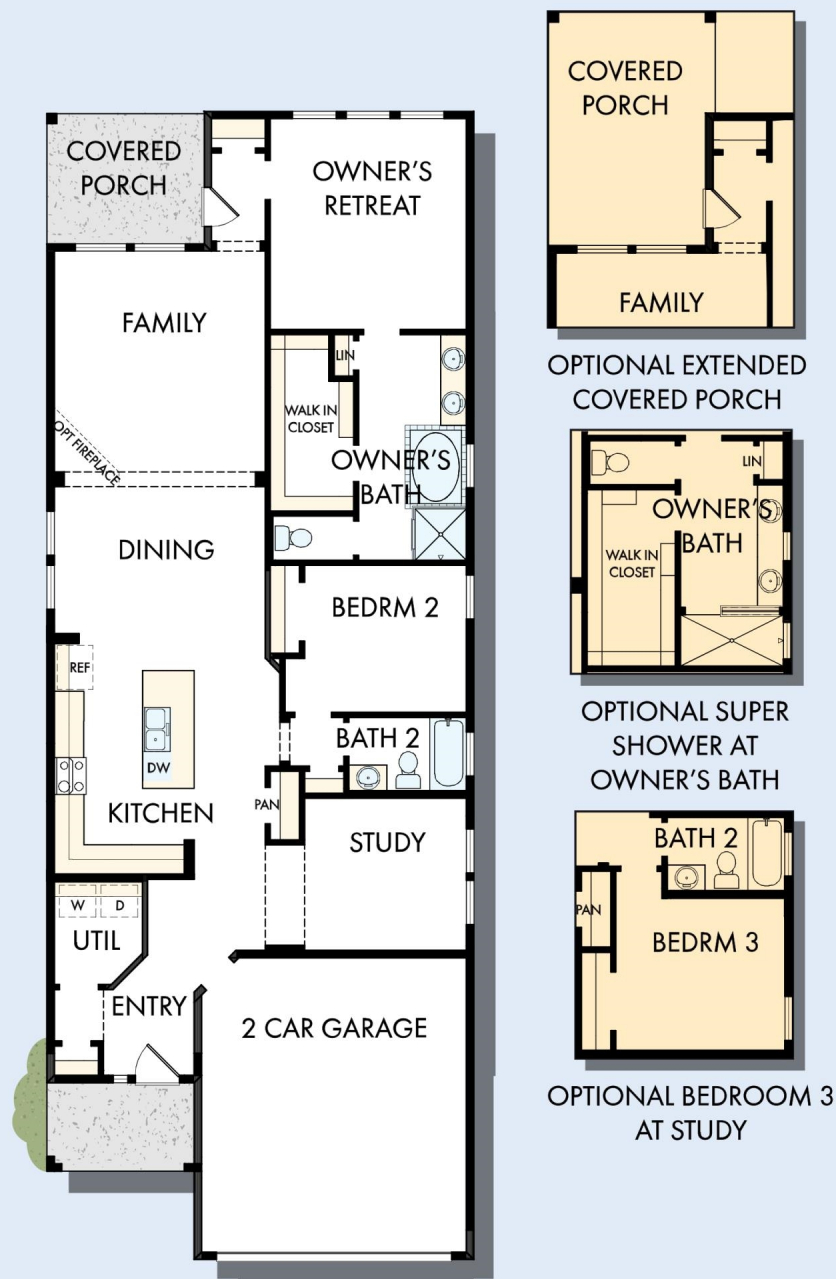 COVERED
PORCH
OWNER'S
RETREAT
FAMILY
LIN
WALK IN
CLOSET
OPT FIREPLACE
OWNER'S
BATH
DINING
BEDRM 2
REF
BATH 2
DW
PAN
KITCHEN
STUDY
W
D
UTIL
ENTRY
2 CAR GARAGE
COVERED
PORCH
FAMILY
OPTIONAL EXTENDED
COVERED PORCH
LIN
OWNER'S
BATH
WALK IN
CLOSET
OPTIONAL SUPER
SHOWER AT
OWNER'S BATH
BATH 2
PAN
BEDRM 3
OPTIONAL BEDROOM 3
AT STUDY